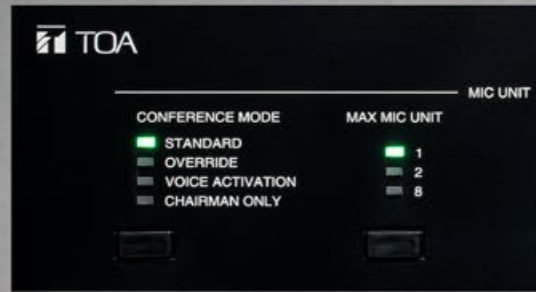 TOA
MIC UNIT
CONFERENCE MODE
STANDARD
OVERRIDE
VOICE ACTIVATION
CHAIRMAN ONLY
MAX MIC UNIT
1
2
8